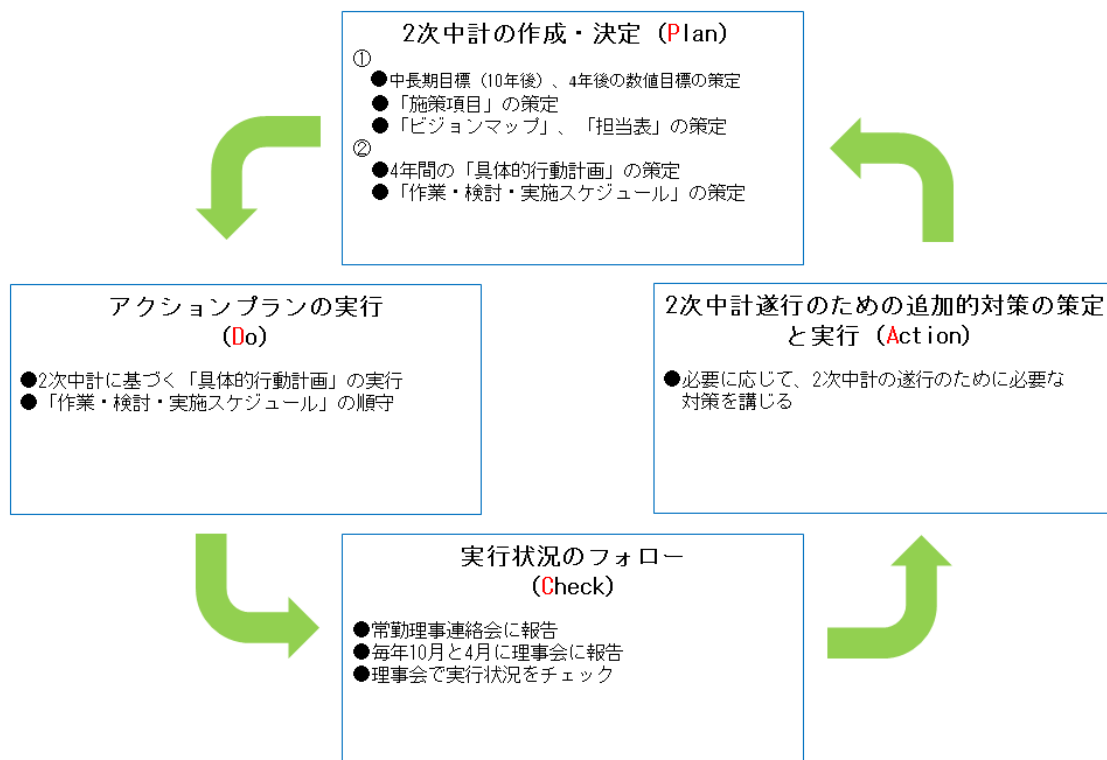 2次中計の作成・決定 (Plan)
①
●中長期目標（10年後）、4年後の数値目標の策定
●「施策項目」の策定
●「ビジョンマップ」、「担当表」の策定
②
●4年間の「具体的行動計画」の策定
●「作業・検討・実施スケジュール」の策定
アクションプランの実行
(Do)
●2次中計に基づく「具体的行動計画」の実行
●「作業・検討・実施スケジュール」の順守
実行状況のフォロー
(Check)
●常勤理事連絡会に報告
●毎年10月と4月に理事会に報告
●理事会で実行状況をチェック
2次中計遂行のための追加的対策の策定
と実行 (Action)
●必要に応じて、2次中計の遂行のために必要な
対策を講じる